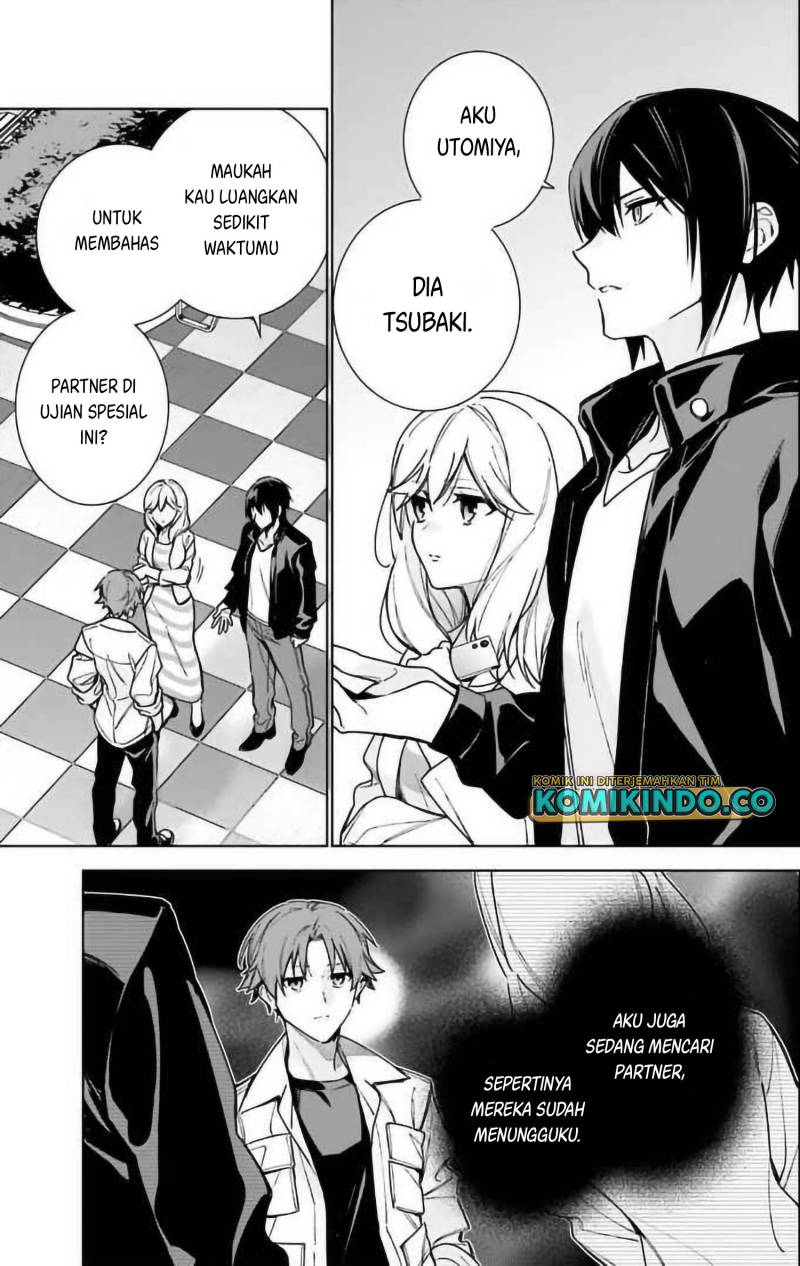 AKU
UTOMIYA,
DIA
TSUBAKI.
MAUKAH
KAU LUANGKAN
SEDIKIT
WAKTUMU
UNTUK
MEMBAHAS
PARTNER DI
UJIAN SPESIAL
INI?
KOMIK INI DITERJEMAHKAN TIM
KOMIKINDO.CO
AKU JUGA
SEDANG MENCARI
PARTNER,
SEPERTINYA
MEREKA SUDAH
MENUNGGUKU.